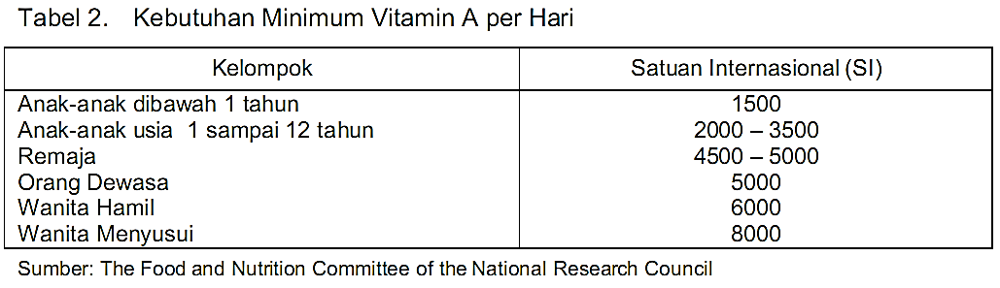 Tabel 2. Kebutuhan Minimum Vitamin A per Hari
Kelompok Satuan Internasional (SI)
Anak-anak dibawah 1 tahun 1500
Anak-anak usia 1 sampai 12 tahun 2000 – 3500
Remaja 4500 – 5000
Orang Dewasa 5000
Wanita Hamil 6000
Wanita Menyusui 8000
Sumber: The Food and Nutrition Committee of the National Research Council